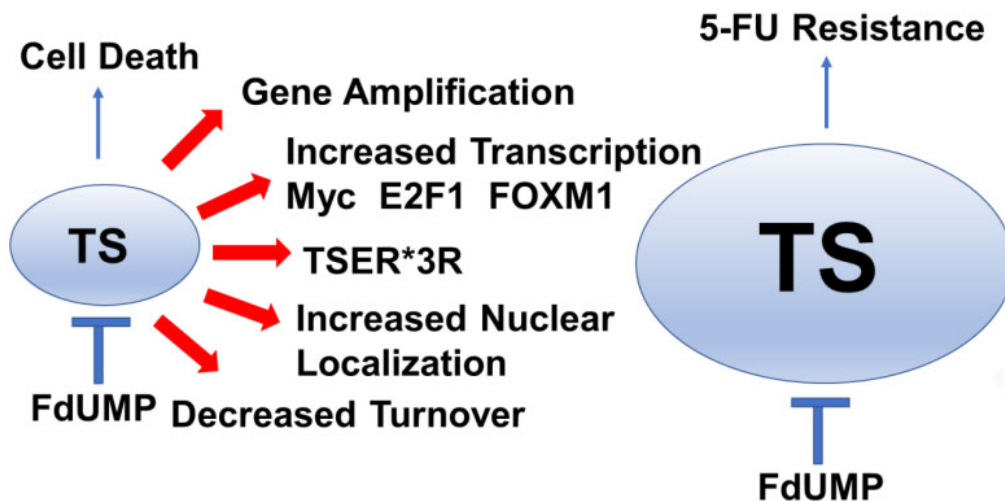 Cell Death
Gene Amplification
Increased Transcription
Myc E2F1 FOXM1
TS
TSER*3R
Increased Nuclear
Localization
FdUMP
Decreased Turnover
5-FU Resistance
TS
FdUMP